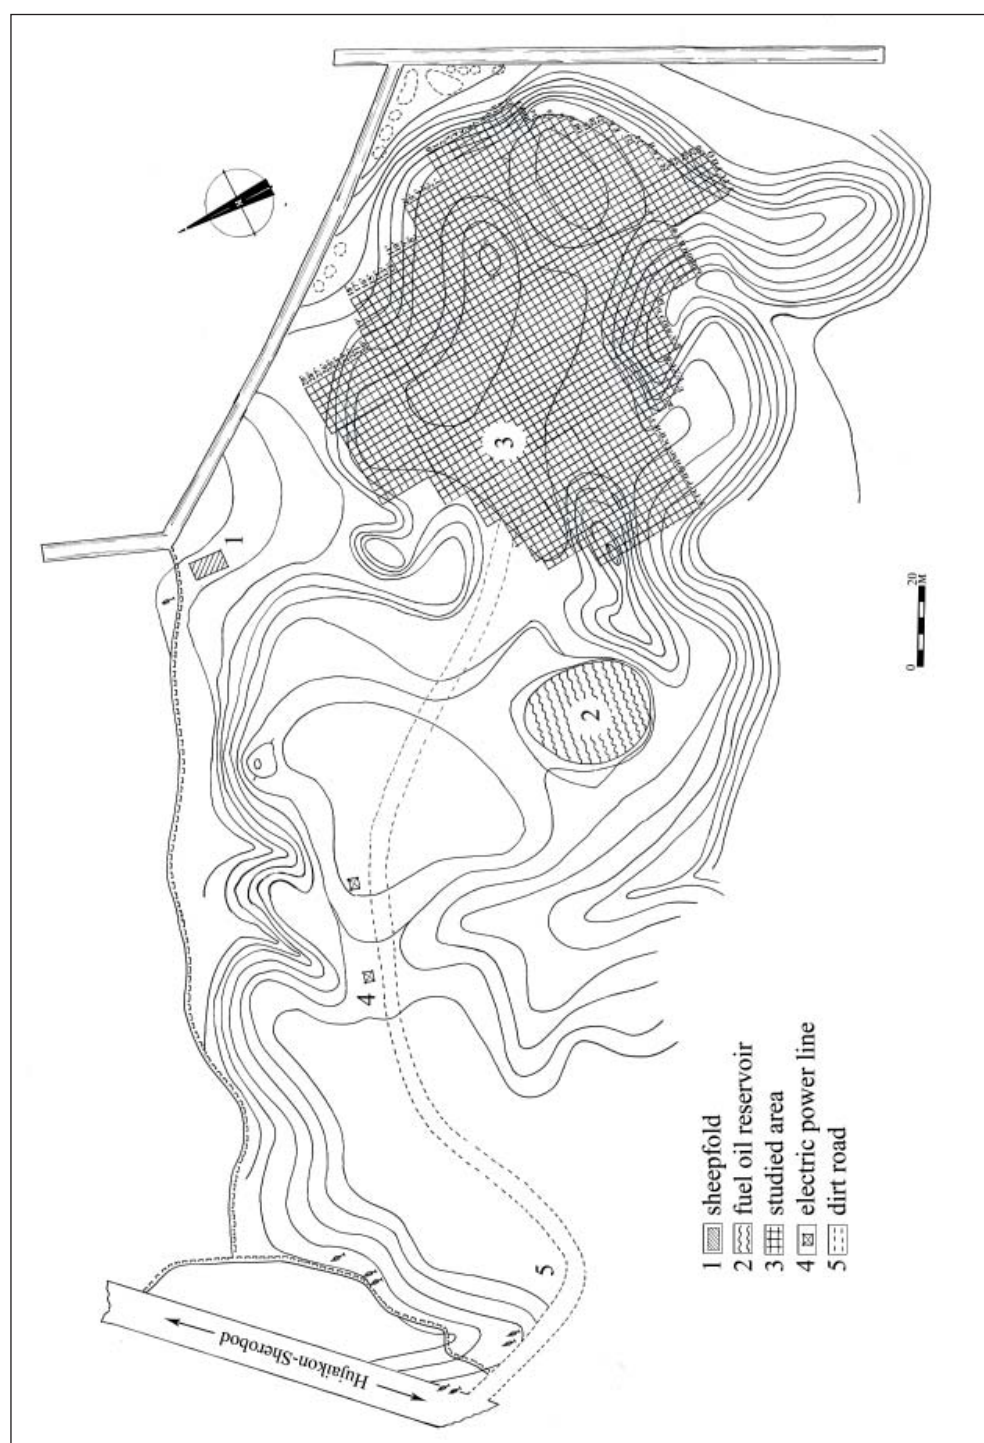 Hujaikon-Sherobod
1
2
3
4
5
0 20
M
1 sheepfold
2 fuel oil reservoir
3 studied area
4 electric power line
5 dirt road